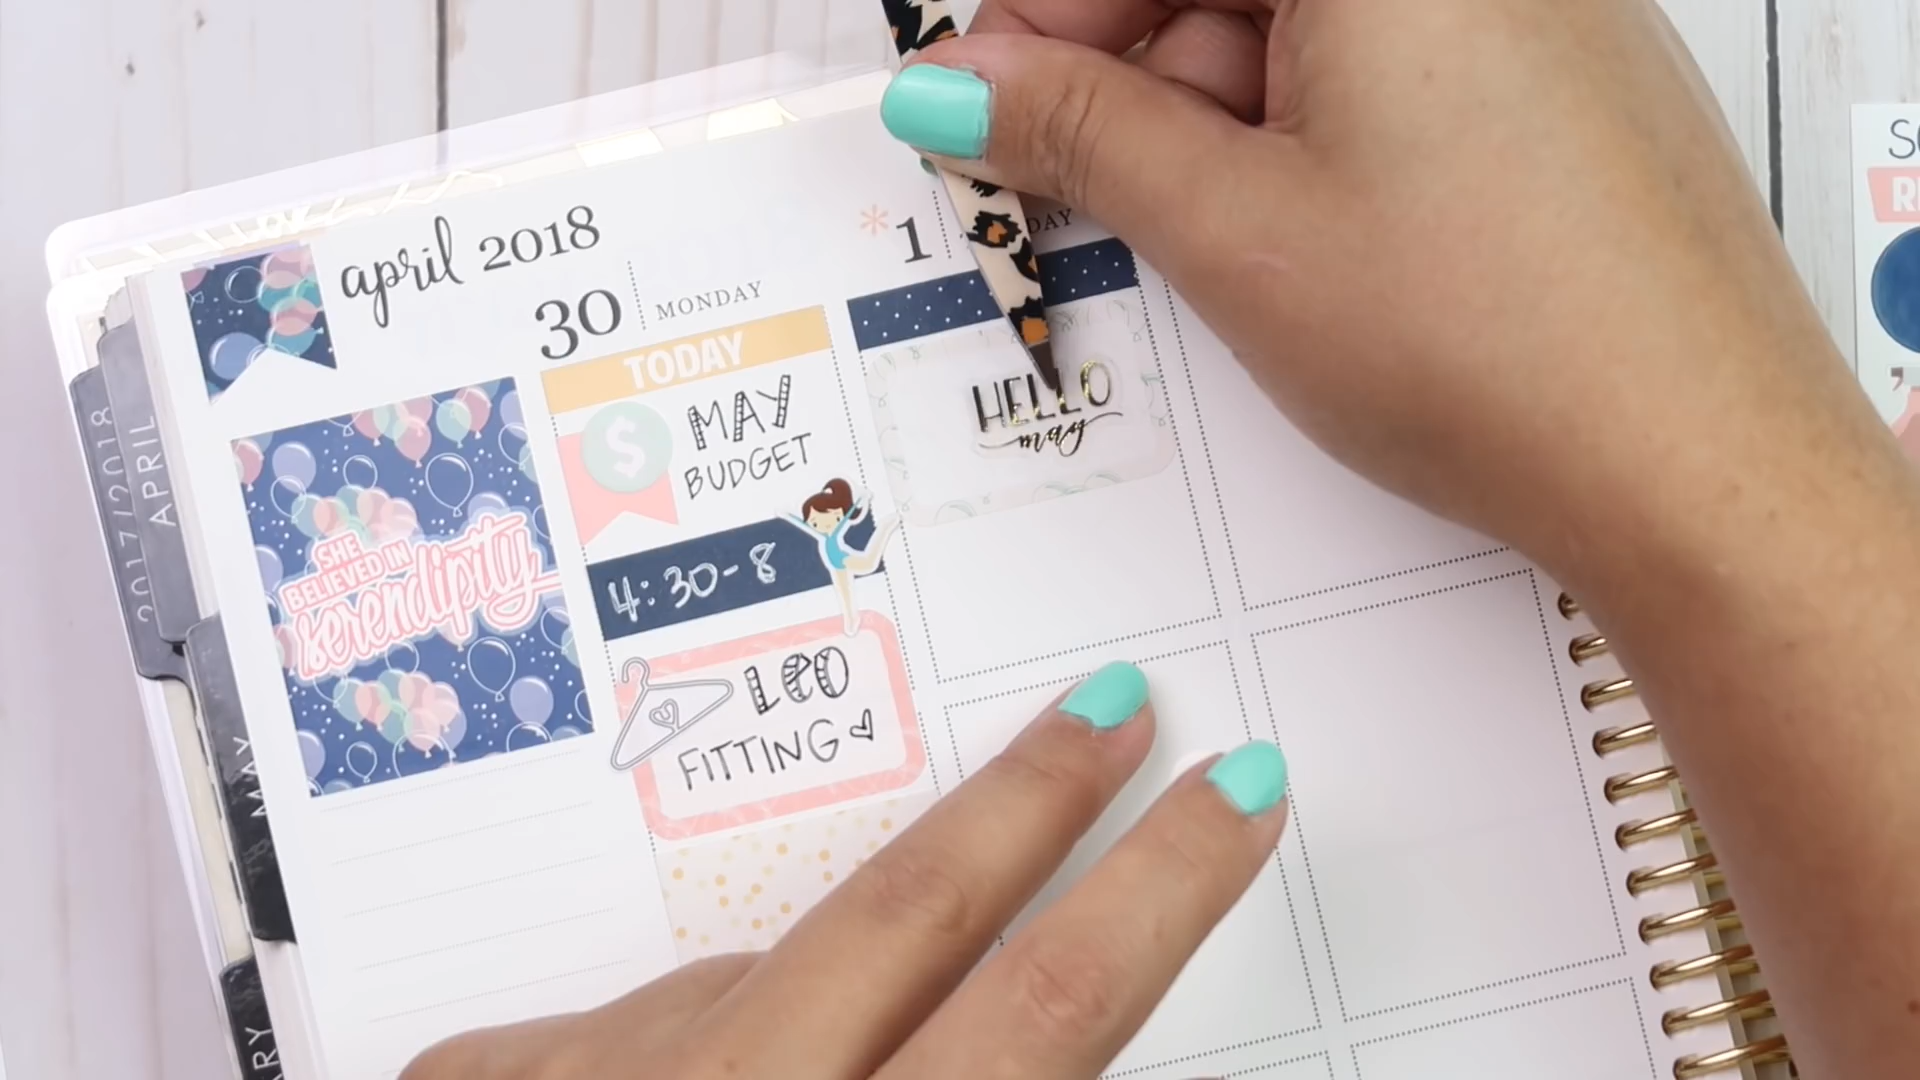 april 2018
30
MONDAY
1
DAY
TODAY
$
MAY
BUDGET
4:30-8
LEO
FITTING
HELLO
may
SHE
BELIEVED IN
serendipity
2017/2018
APRIL
MAY